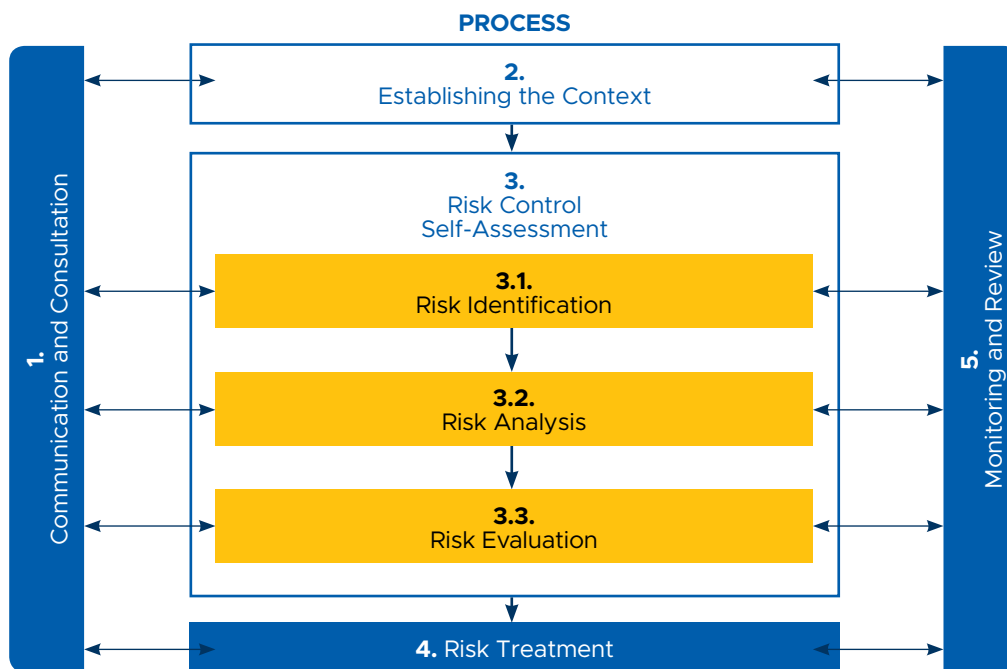 PROCESS
1.
Communication and Consultation
2.
Establishing the Context
3.
Risk Control
Self-Assessment
3.1.
Risk Identification
3.2.
Risk Analysis
3.3.
Risk Evaluation
4. Risk Treatment
5.
Monitoring and Review